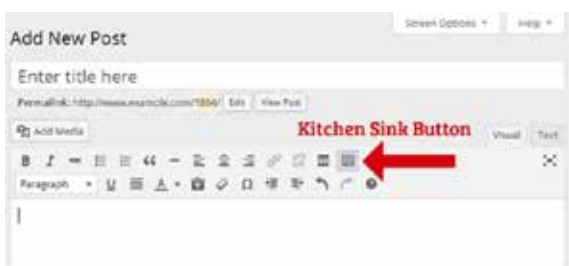 Screen Options Help
Add New Post
Enter title here
Permalink: http://www.example.com/1864/ Edit View Post
Add Media
Kitchen Sink Button
Visual Text
B I
Paragraph U A Ω